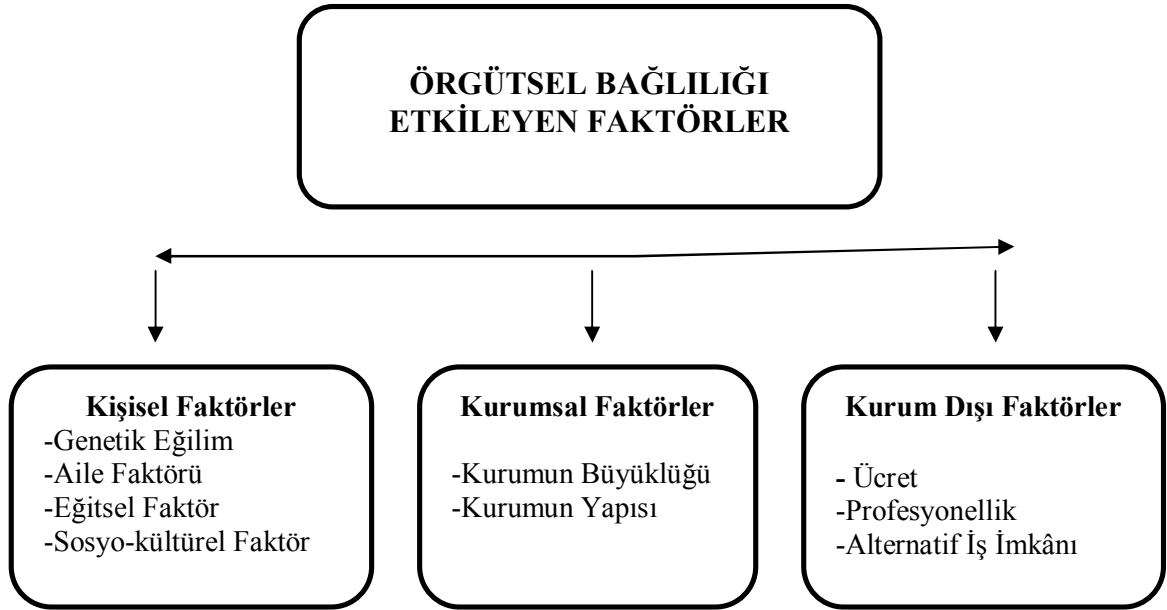 ÖRGÜTSEL BAĞLILIĞI
ETKİLEYEN FAKTÖRLER
Kişisel Faktörler
-Genetik Eğilim
-Aile Faktörü
-Eğitsel Faktör
-Sosyo-kültürel Faktör
Kurumsal Faktörler
-Kurumun Büyüklüğü
-Kurumun Yapısı
Kurum Dışı Faktörler
- Ücret
-Profesyonellik
-Alternatif İş İmkânı